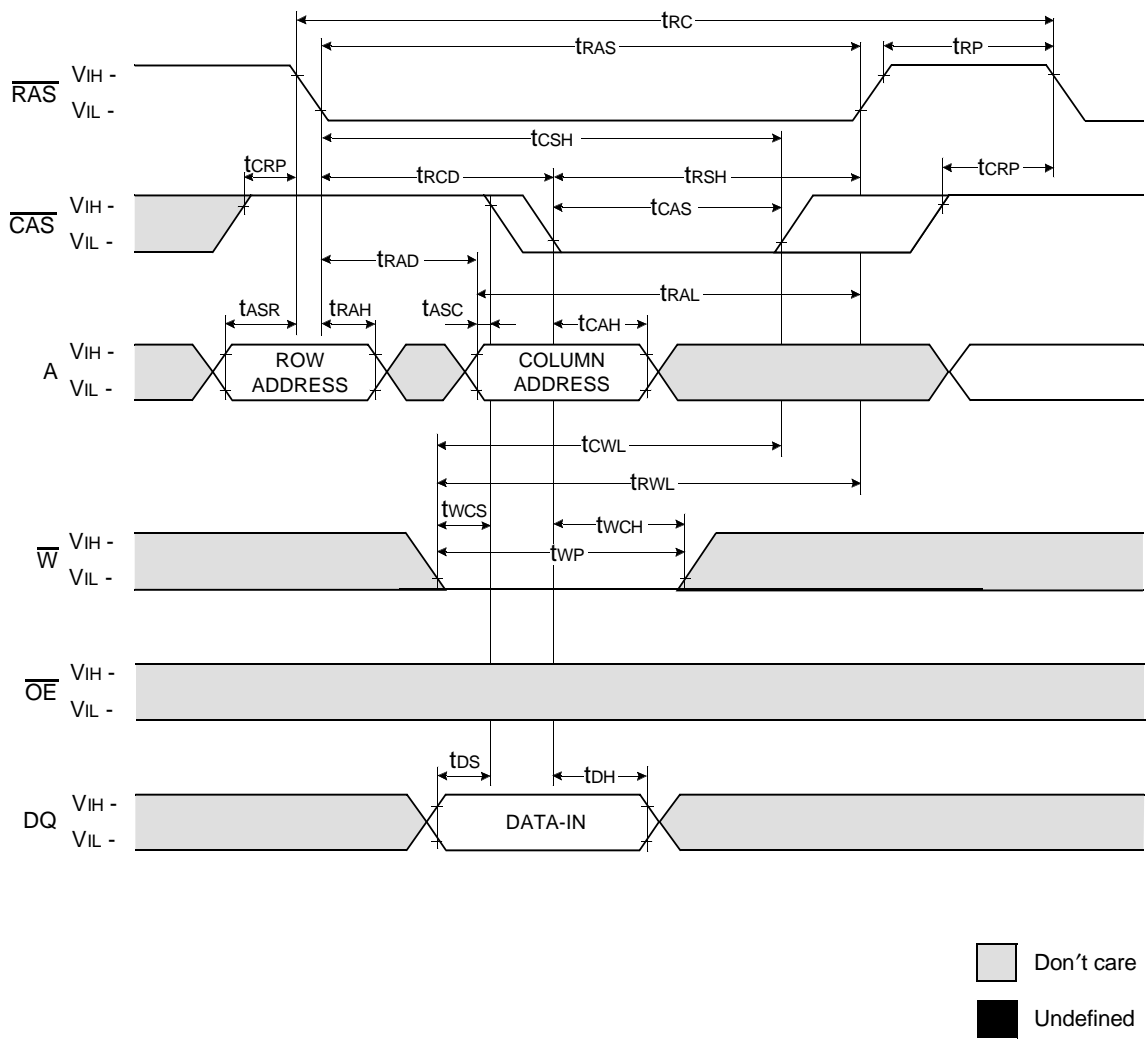 tRC
tRAS
tRP
RAS
VIH -
VIL -
tCSH
tCRP
tRCD
tRSH
tCRP
CAS
VIH -
VIL -
tCAS
tRAD
tRAL
tASR
tRAH
tASC
tCAH
A
VIH -
VIL -
ROW
ADDRESS
COLUMN
ADDRESS
tCWL
tRWL
tWCS
tWCH
tWP
W
VIH -
VIL -
OE
VIH -
VIL -
tDS
tDH
DQ
VIH -
VIL -
DATA-IN
Don′t care
Undefined